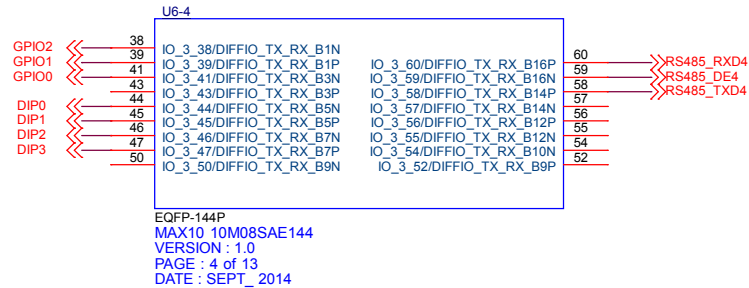 U6-4
GPIO2 38 IO_3_38/DIFFIO_TX_RX_B1N
GPIO1 39 IO_3_39/DIFFIO_TX_RX_B1P IO_3_60/DIFFIO_TX_RX_B16P 60 RS485_RXD4
GPIO0 41 IO_3_41/DIFFIO_TX_RX_B3N IO_3_59/DIFFIO_TX_RX_B16N 59 RS485_DE4
43 IO_3_43/DIFFIO_TX_RX_B3P IO_3_58/DIFFIO_TX_RX_B14P 58 RS485_TXD4
DIP0 44 IO_3_44/DIFFIO_TX_RX_B5N IO_3_57/DIFFIO_TX_RX_B14N 57
DIP1 45 IO_3_45/DIFFIO_TX_RX_B5P IO_3_56/DIFFIO_TX_RX_B12P 56
DIP2 46 IO_3_46/DIFFIO_TX_RX_B7N IO_3_55/DIFFIO_TX_RX_B12N 55
DIP3 47 IO_3_47/DIFFIO_TX_RX_B7P IO_3_54/DIFFIO_TX_RX_B10N 54
50 IO_3_50/DIFFIO_TX_RX_B9N IO_3_52/DIFFIO_TX_RX_B9P 52
EQFP-144P
MAX10 10M08SAE144
VERSION : 1.0
PAGE : 4 of 13
DATE : SEPT_ 2014